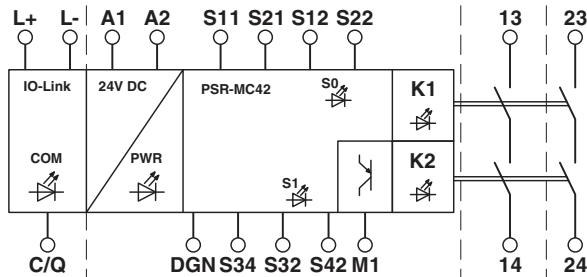 L+ L- A1 A2 S11 S21 S12 S22 13 23
IO-Link 24V DC PSR-MC42 S0 K1
COM PWR S1 K2
C/Q DGN S34 S32 S42 M1 14 24